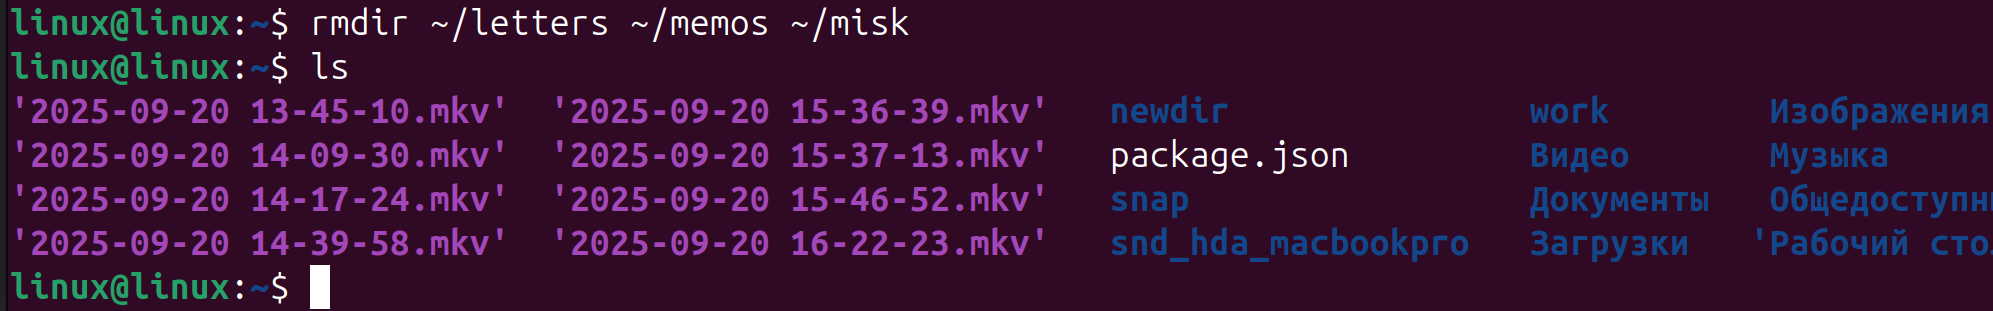 linux@linux:~$ rmdir ~/letters ~/memos ~/misk
linux@linux:~$ ls
'2025-09-20 13-45-10.mkv'  '2025-09-20 15-36-39.mkv'   newdir               work        Изображения
'2025-09-20 14-09-30.mkv'  '2025-09-20 15-37-13.mkv'   package.json         Видео       Музыка
'2025-09-20 14-17-24.mkv'  '2025-09-20 15-46-52.mkv'   snap                 Документы   Общедоступн
'2025-09-20 14-39-58.mkv'  '2025-09-20 16-22-23.mkv'   snd_hda_macbookpro   Загрузки   'Рабочий стол
linux@linux:~$